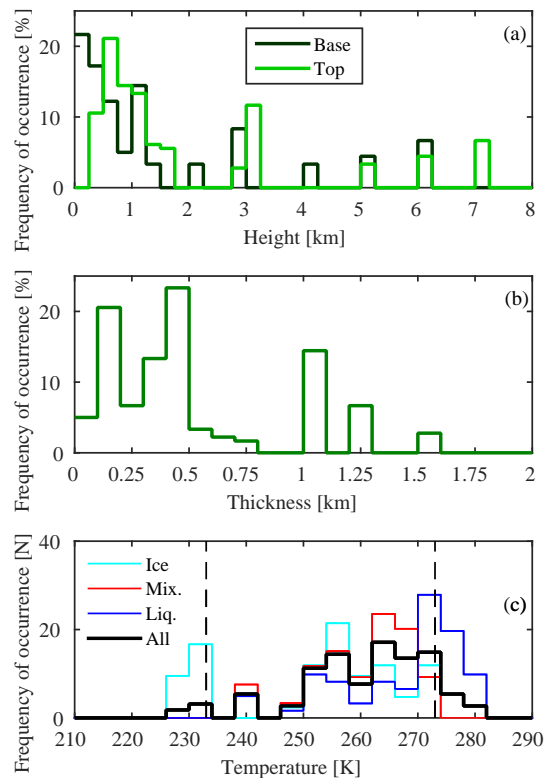 Frequency of occurrence [%]
20
10
0
(a)
Base
Top
0 1 2 3 4 5 6 7 8
Height [km]
Frequency of occurrence [%]
20
10
0
(b)
0 0.25 0.5 0.75 1 1.25 1.5 1.75 2
Thickness [km]
Frequency of occurrence [N]
40
20
0
Ice
Mix.
Liq.
All
(c)
210 220 230 240 250 260 270 280 290
Temperature [K]